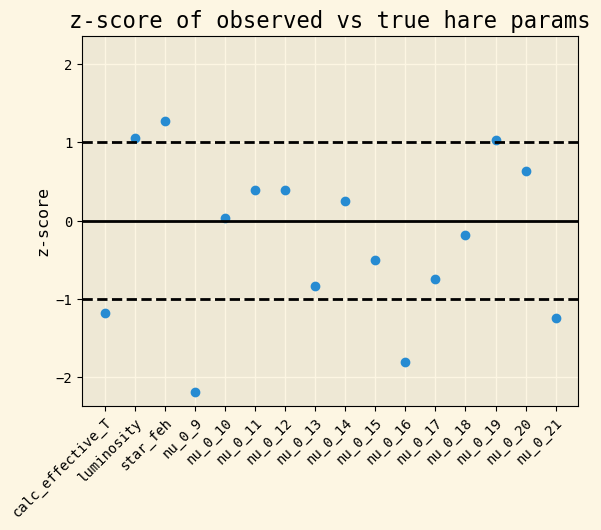 z-score of observed vs true hare params
z-score
2
1
0
−1
−2
calc_effective_T
luminosity
star_feh
nu_0_9
nu_0_10
nu_0_11
nu_0_12
nu_0_13
nu_0_14
nu_0_15
nu_0_16
nu_0_17
nu_0_18
nu_0_19
nu_0_20
nu_0_21